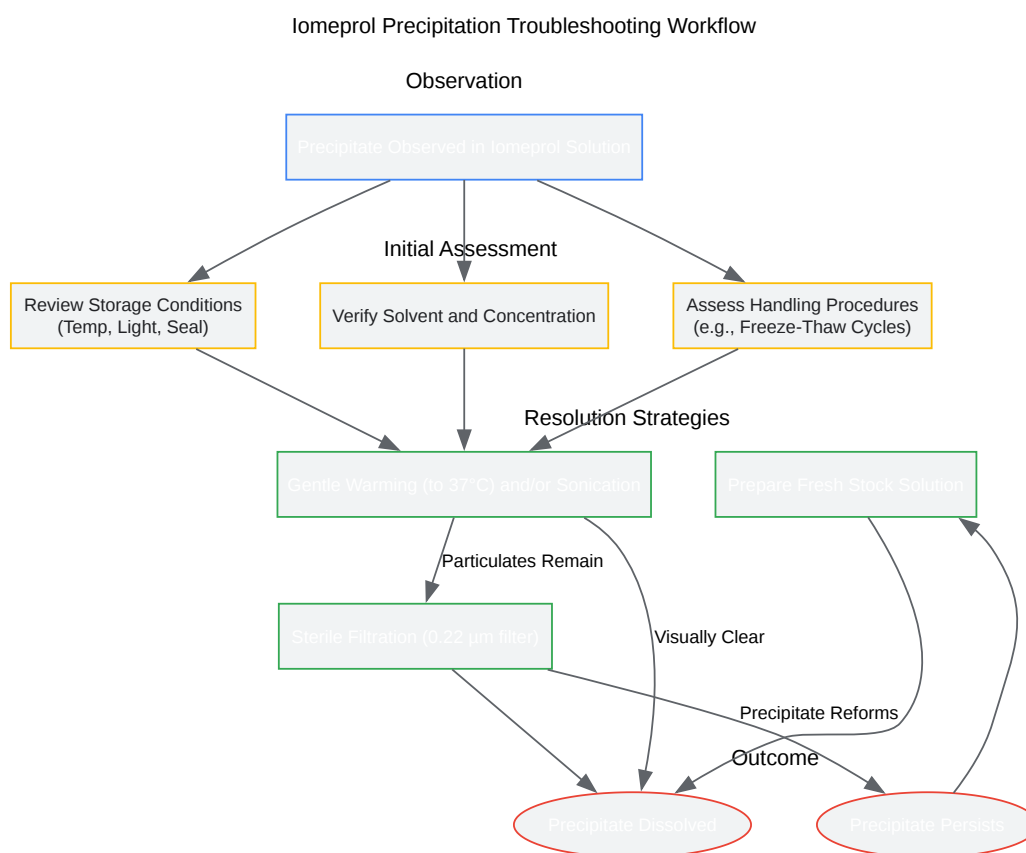 Iomeprol Precipitation Troubleshooting Workflow
Observation
Precipitate Observed in Iomeprol Solution
Initial Assessment
Review Storage Conditions
(Temp, Light, Seal)
Verify Solvent and Concentration
Assess Handling Procedures
(e.g., Freeze-Thaw Cycles)
Resolution Strategies
Gentle Warming (to 37°C) and/or Sonication
Prepare Fresh Stock Solution
Particulates Remain
Sterile Filtration (0.22 µm filter)
Visually Clear
Precipitate Reforms
Outcome
Precipitate Dissolved
Precipitate Persists